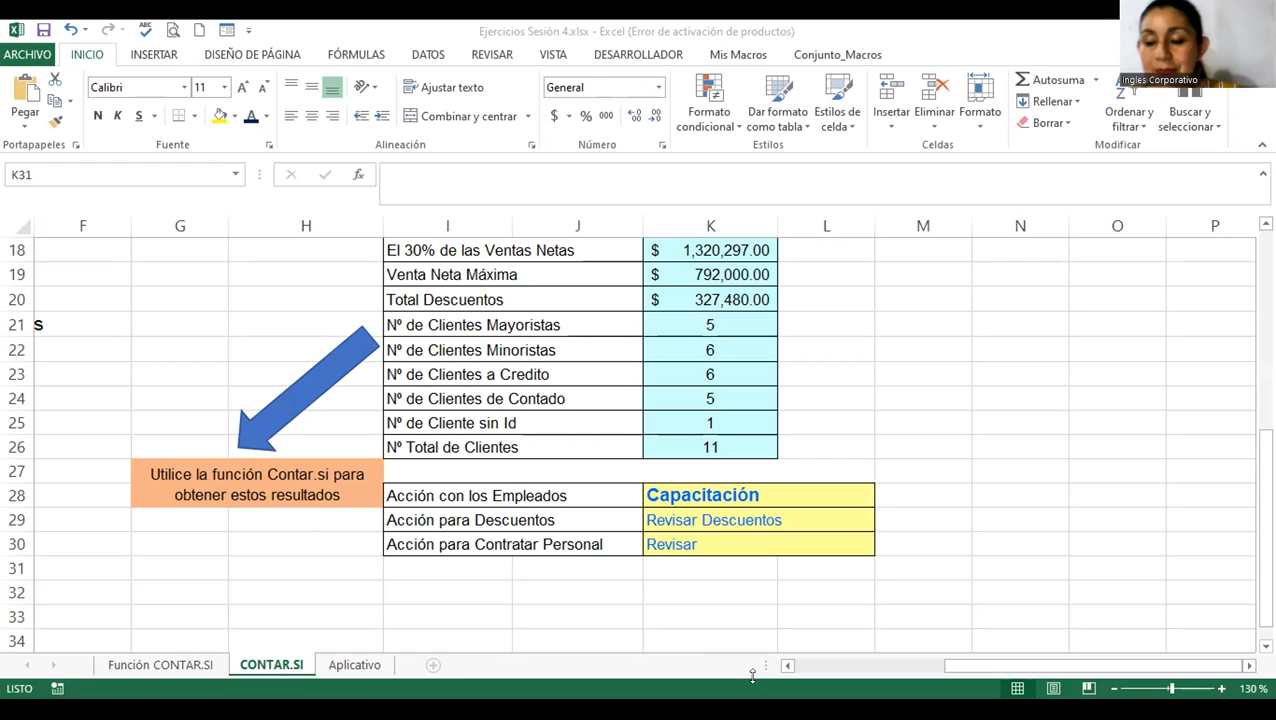 Ejercicios Sesión 4.xlsx - Excel (Error de activación de productos)
ARCHIVO INICIO INSERTAR DISEÑO DE PÁGINA FÓRMULAS DATOS REVISAR VISTA DESARROLLADOR Mis Macros Conjunto_Macros
Ingles Corporativo
Calibri 11 Ajustar texto General Autosuma
Rellenar
Pegar N K S Combinar y centrar $ % 000 Formato condicional Dar formato como tabla Estilos de celda Insertar Eliminar Formato Borrar Ordenar y filtrar Buscar y seleccionar
Portapapeles Fuente Alineación Número Estilos Celdas Modificar
K31 fx
F G H I J K L M N O P
18 El 30% de las Ventas Netas $ 1,320,297.00
19 Venta Neta Máxima $ 792,000.00
20 Total Descuentos $ 327,480.00
21 S Nº de Clientes Mayoristas 5
22 Nº de Clientes Minoristas 6
23 Nº de Clientes a Credito 6
24 Nº de Clientes de Contado 5
25 Nº de Cliente sin Id 1
26 Nº Total de Clientes 11
27 Utilice la función Contar.si para
28 obtener estos resultados Acción con los Empleados Capacitación
29 Acción para Descuentos Revisar Descuentos
30 Acción para Contratar Personal Revisar
31
32
33
34
Función CONTAR.SI CONTAR.SI Aplicativo
LISTO 130 %